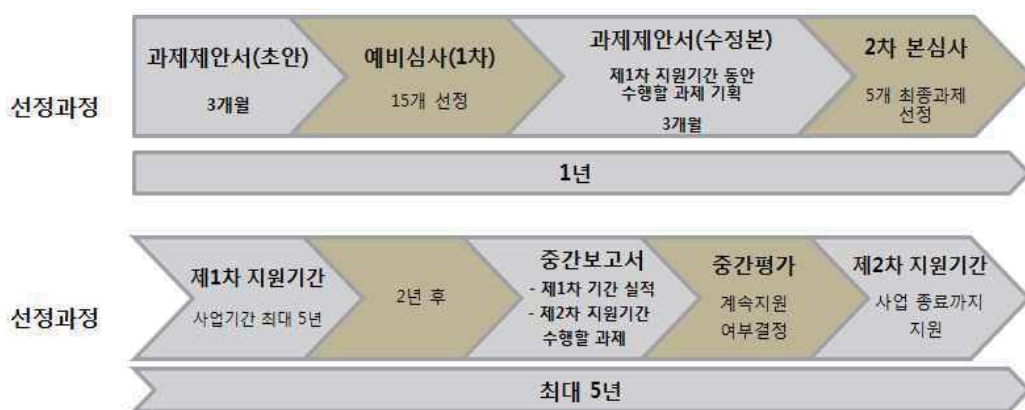 선정과정
과제제안서(초안)
3개월
예비심사(1차)
15개 선정
과제제안서(수정본)
제1차 지원기간 동안
수행할 과제 기획
3개월
2차 본심사
5개 최종과제
선정
1년
선정과정
제1차 지원기간
사업기간 최대 5년
2년 후
중간보고서
- 제1차 기간 실적
- 제2차 지원기간
수행할 과제
중간평가
계속지원
여부결정
제2차 지원기간
사업 종료까지
지원
최대 5년